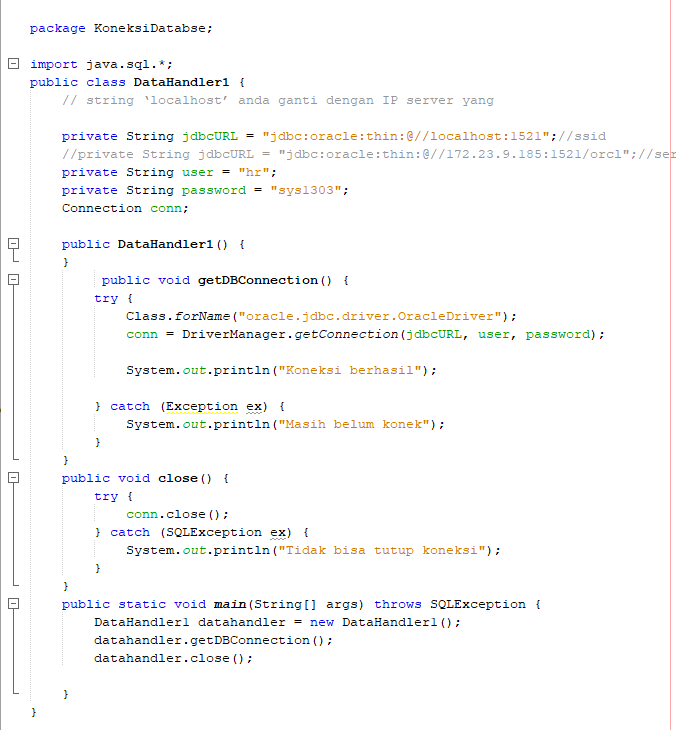 package KoneksiDatabse;
import java.sql.*;
public class DataHandler1 {
// string ‘localhost’ anda ganti dengan IP server yang
private String jdbcURL = "jdbc:oracle:thin:@//localhost:1521";//ssid
//private String jdbcURL = "jdbc:oracle:thin:@//172.23.9.185:1521/orcl";//ser
private String user = "hr";
private String password = "sys1303";
Connection conn;
public DataHandler1() {
}
public void getDBConnection() {
try {
Class.forName("oracle.jdbc.driver.OracleDriver");
conn = DriverManager.getConnection(jdbcURL, user, password);
System.out.println("Koneksi berhasil");
} catch (Exception ex) {
System.out.println("Masih belum konek");
}
}
public void close() {
try {
conn.close();
} catch (SQLException ex) {
System.out.println("Tidak bisa tutup koneksi");
}
}
public static void main(String[] args) throws SQLException {
DataHandler1 datahandler = new DataHandler1();
datahandler.getDBConnection();
datahandler.close();
}
}